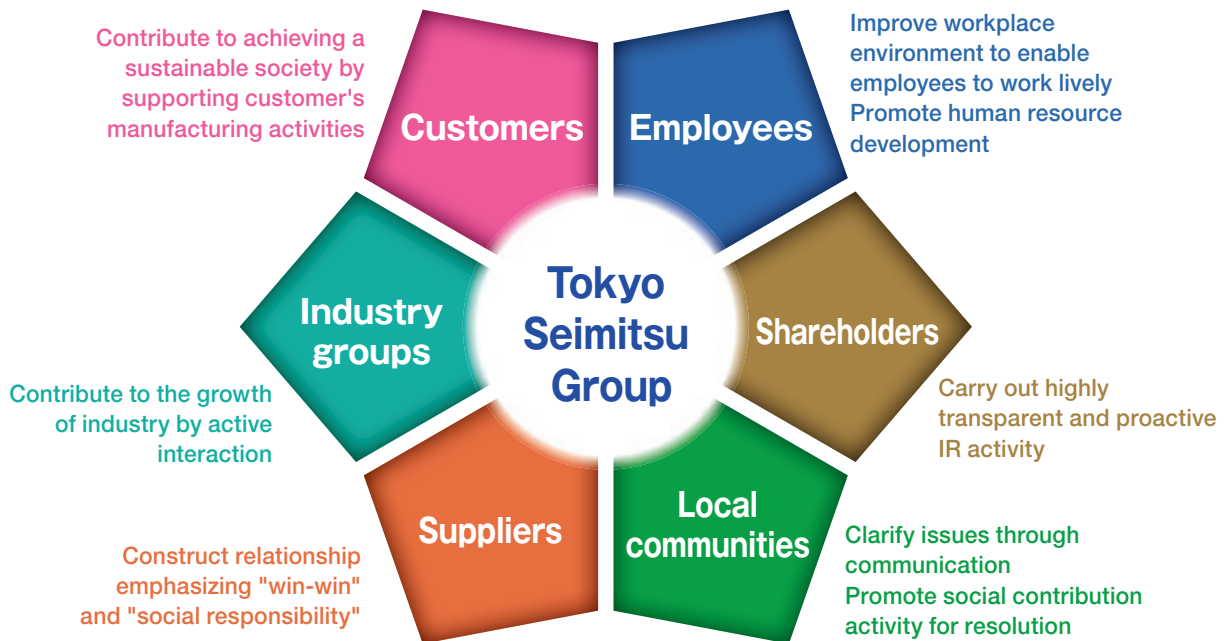 Contribute to achieving a
sustainable society by
supporting customer's
manufacturing activities
Customers
Employees
Improve workplace
environment to enable
employees to work lively
Promote human resource
development
Industry
groups
Contribute to the growth
of industry by active
interaction
Tokyo
Seimitsu
Group
Shareholders
Carry out highly
transparent and proactive
IR activity
Suppliers
Construct relationship
emphasizing "win-win"
and "social responsibility"
Local
communities
Clarify issues through
communication
Promote social contribution
activity for resolution